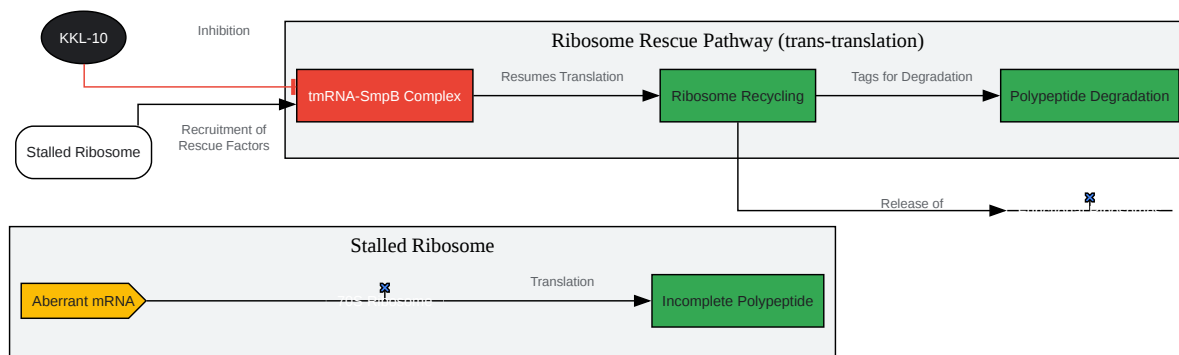 KKL-10
Inhibition
Ribosome Rescue Pathway (trans-translation)
tmRNA-SmpB Complex
Resumes Translation
Ribosome Recycling
Tags for Degradation
Polypeptide Degradation
Recruitment of
Rescue Factors
Stalled Ribosome
Release of
Stalled Ribosome
Aberrant mRNA
Translation
Incomplete Polypeptide